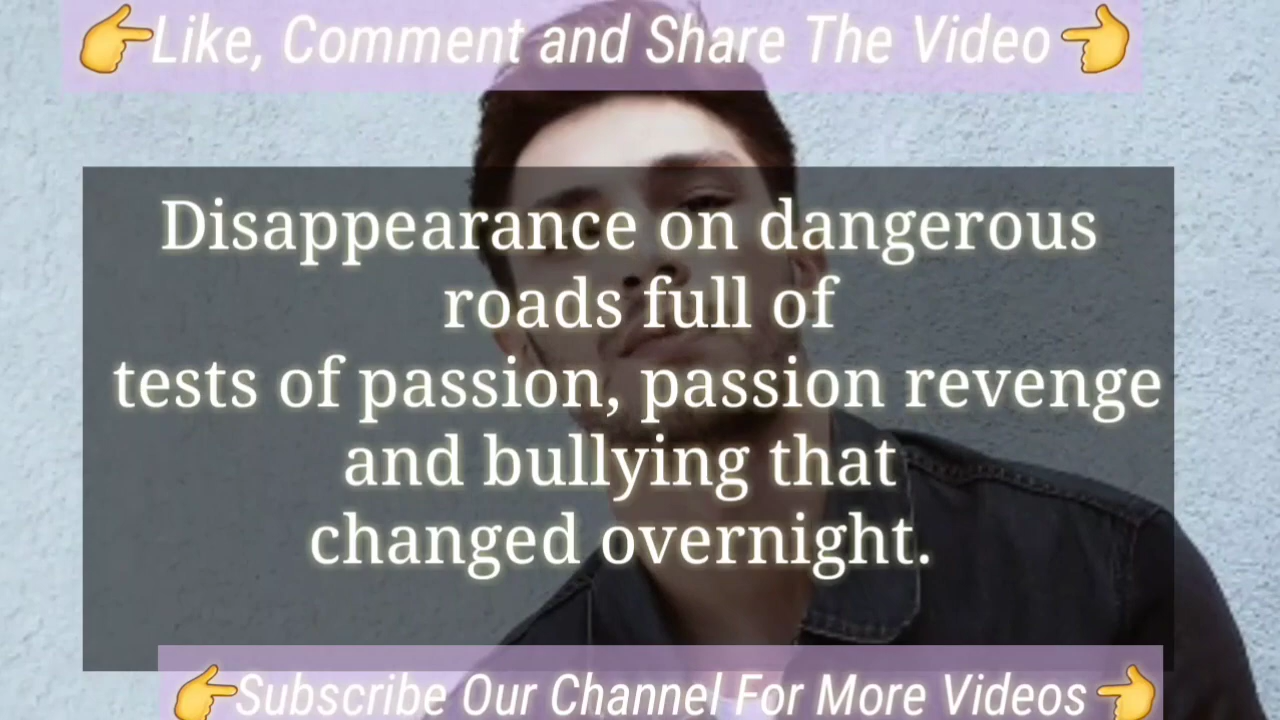 👉Like, Comment and Share The Video👈
Disappearance on dangerous
roads full of
tests of passion, passion revenge
and bullying that
changed overnight.
👉Subscribe Our Channel For More Videos👈